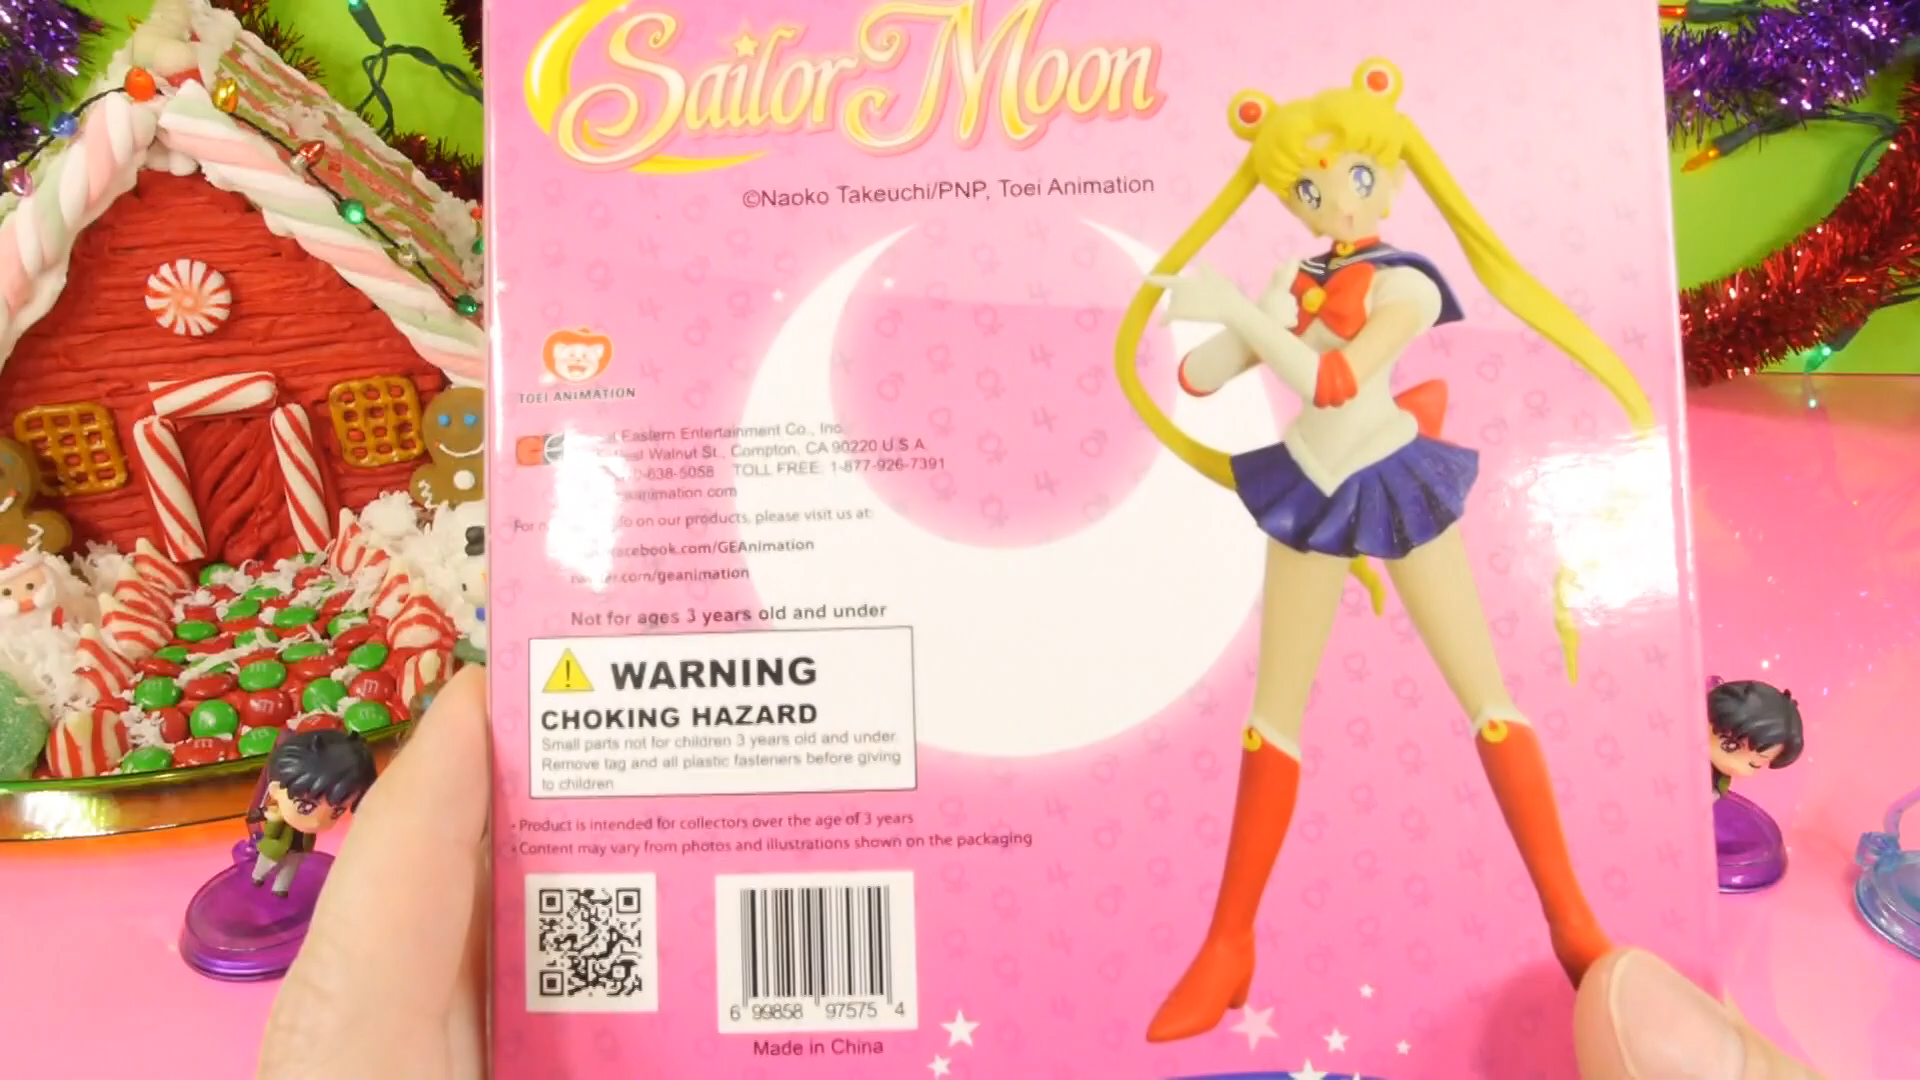 Sailor Moon
©Naoko Takeuchi/PNP, Toei Animation
TOEI ANIMATION
Eastern Entertainment Co., Inc.
Walnut St., Compton, CA 90220 U.S.A.
-638-5058 TOLL FREE: 1-877-926-7391
animation.com
For on our products, please visit us at:
facebook.com/GEAnimation
.com/geanimation
Not for ages 3 years old and under
WARNING
CHOKING HAZARD
Small parts not for children 3 years old and under.
Remove tag and all plastic fasteners before giving
to children
• Product is intended for collectors over the age of 3 years
• Content may vary from photos and illustrations shown on the packaging
6 99858 97575 4
Made in China